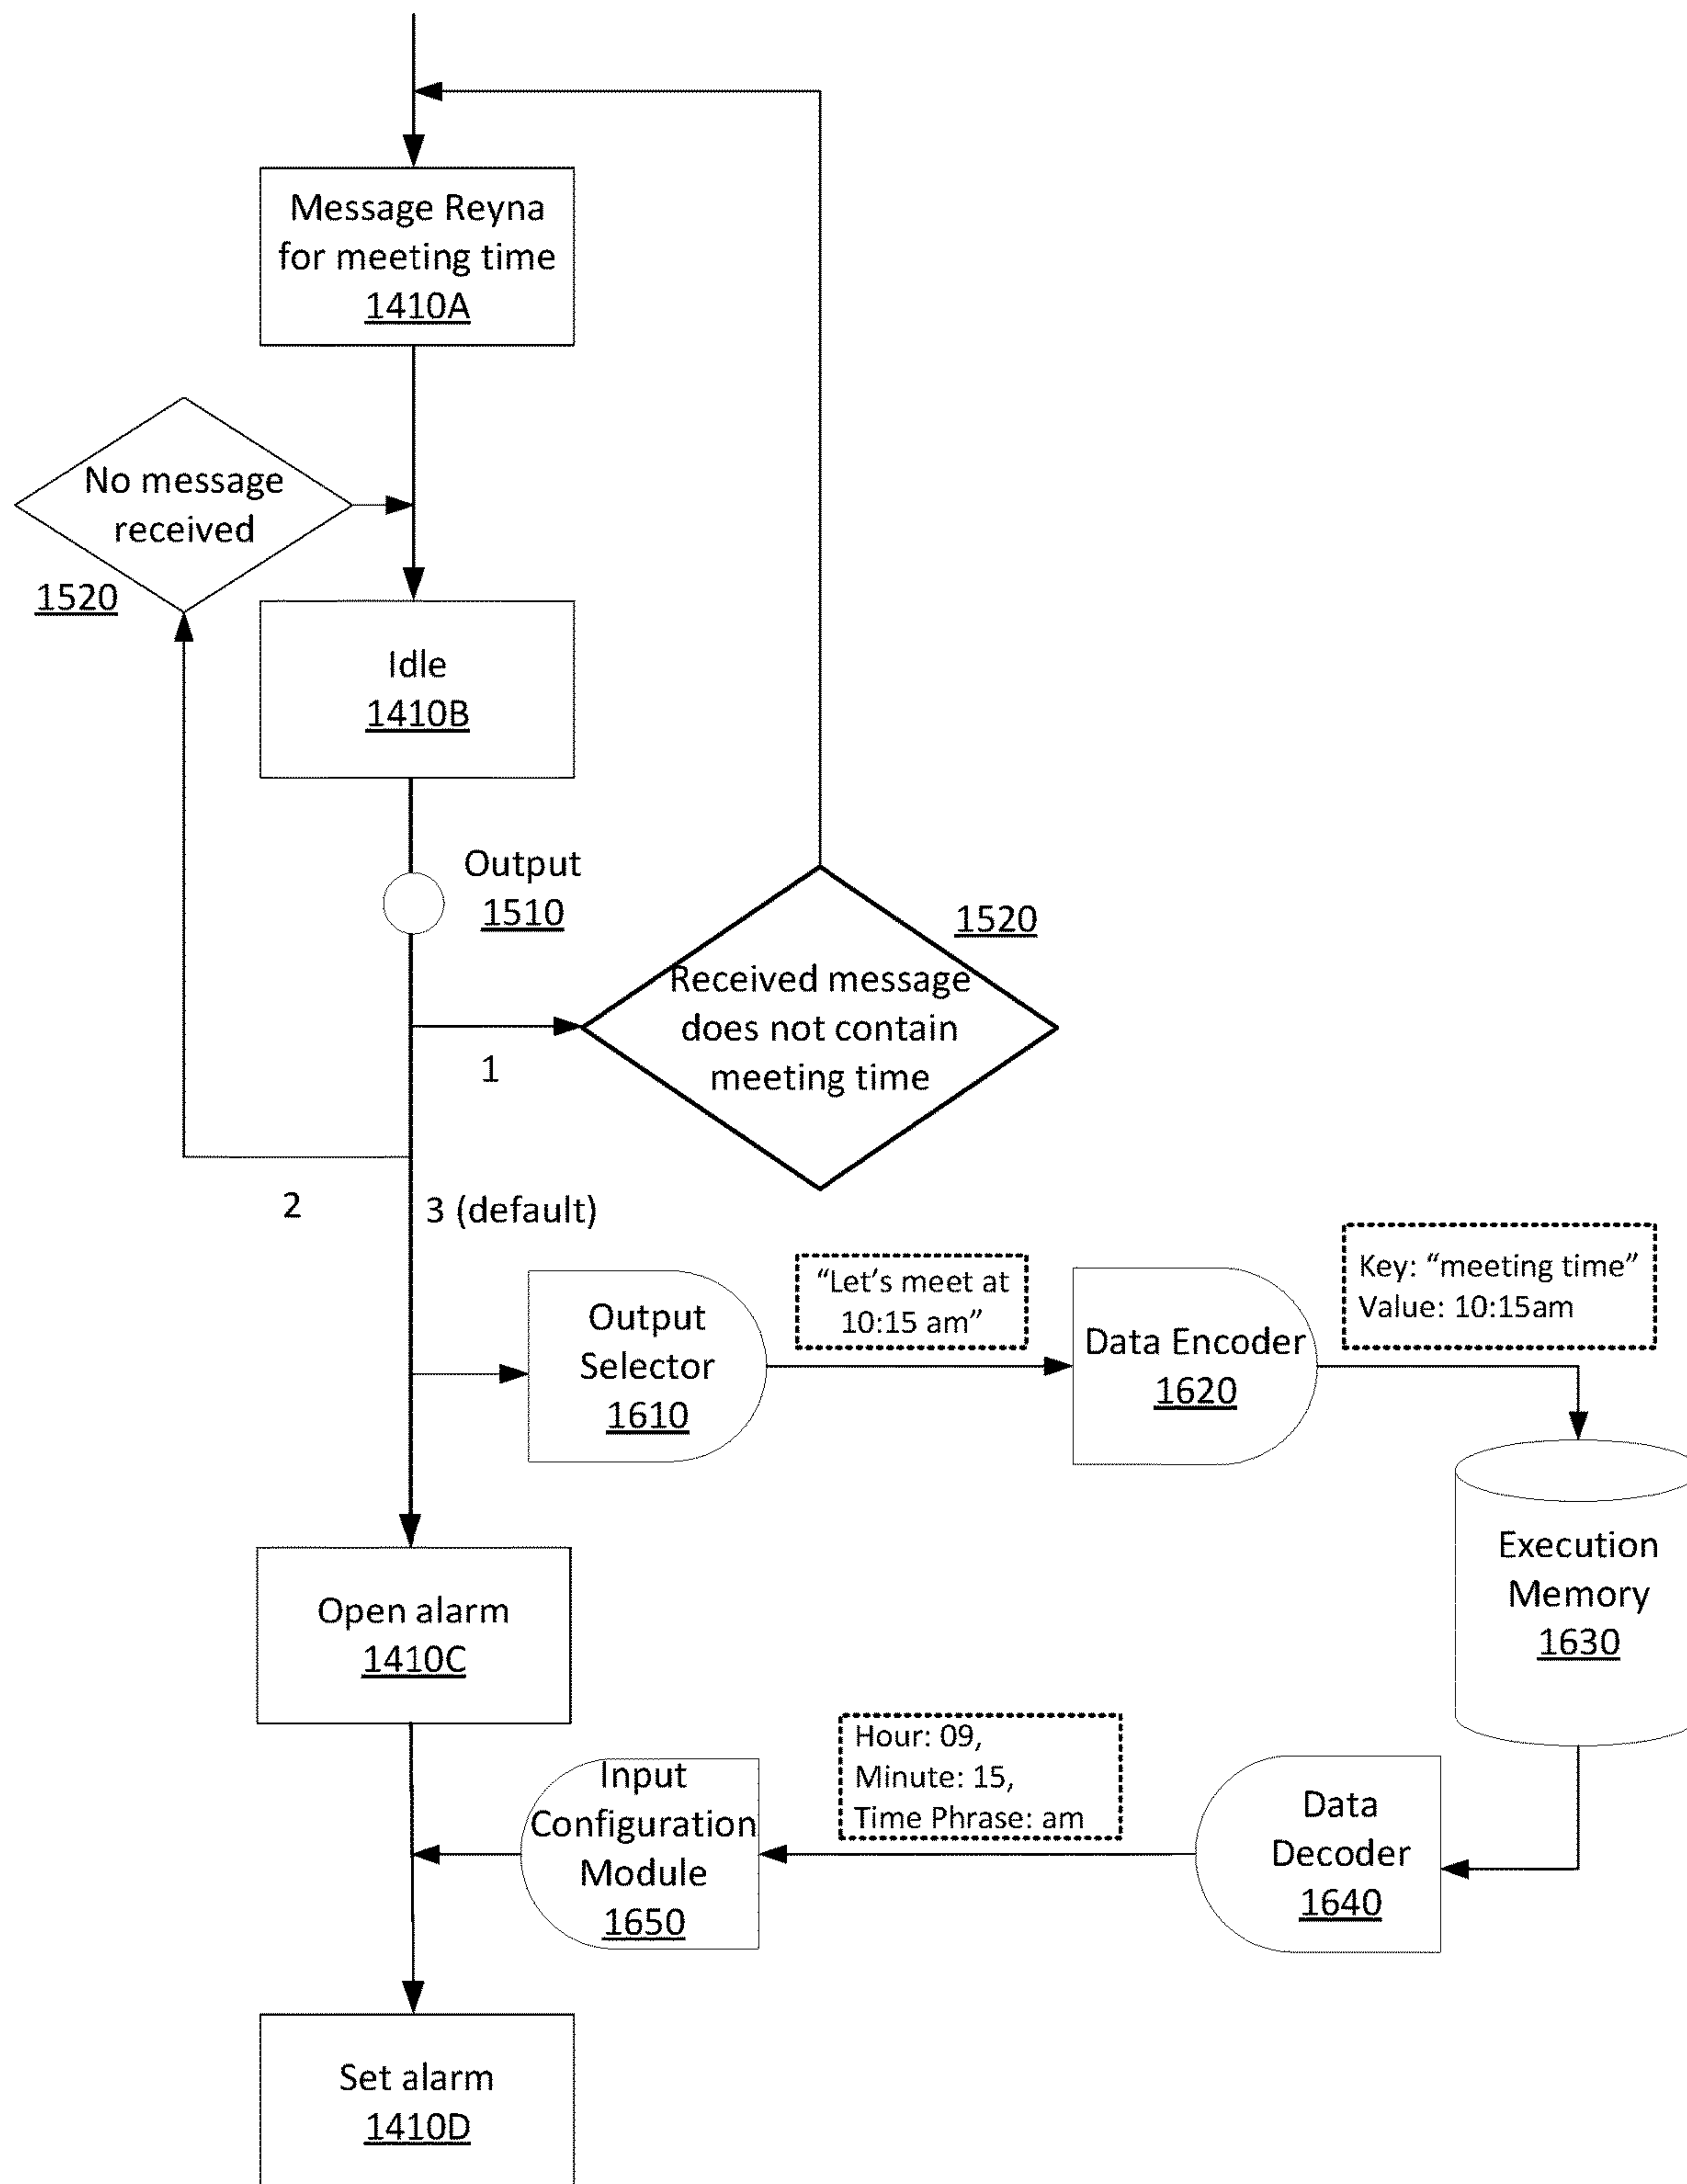 Message Reyna
for meeting time
1410A
No message
received
1520
Idle
1410B
Output
1510
1520
Received message
does not contain
meeting time
1
2
3 (default)
Output
Selector
1610
“Let’s meet at
10:15 am”
Data Encoder
1620
Key: “meeting time”
Value: 10:15am
Execution
Memory
1630
Open alarm
1410C
Input
Configuration
Module
1650
Hour: 09,
Minute: 15,
Time Phrase: am
Data
Decoder
1640
Set alarm
1410D